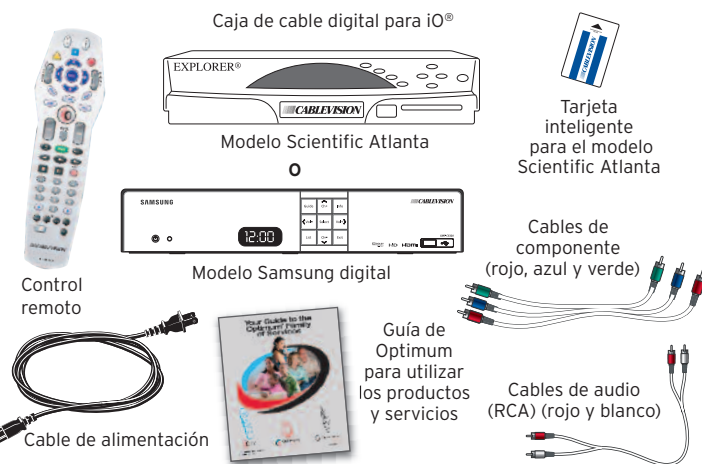 Caja de cable digital para iO®
EXPLORER®
CABLEVISION
Modelo Scientific Atlanta
CABLEVISION
Tarjeta
inteligente
para el modelo
Scientific Atlanta
O
SAMSUNG
12:00
CABLEVISION
Modelo Samsung digital
Control
remoto
Cables de
componente
(rojo, azul y verde)
Your Guide to the
Optimum Family
of Services
Guía de
Optimum
para utilizar
los productos
y servicios
Cable de alimentación
Cables de audio
(RCA) (rojo y blanco)